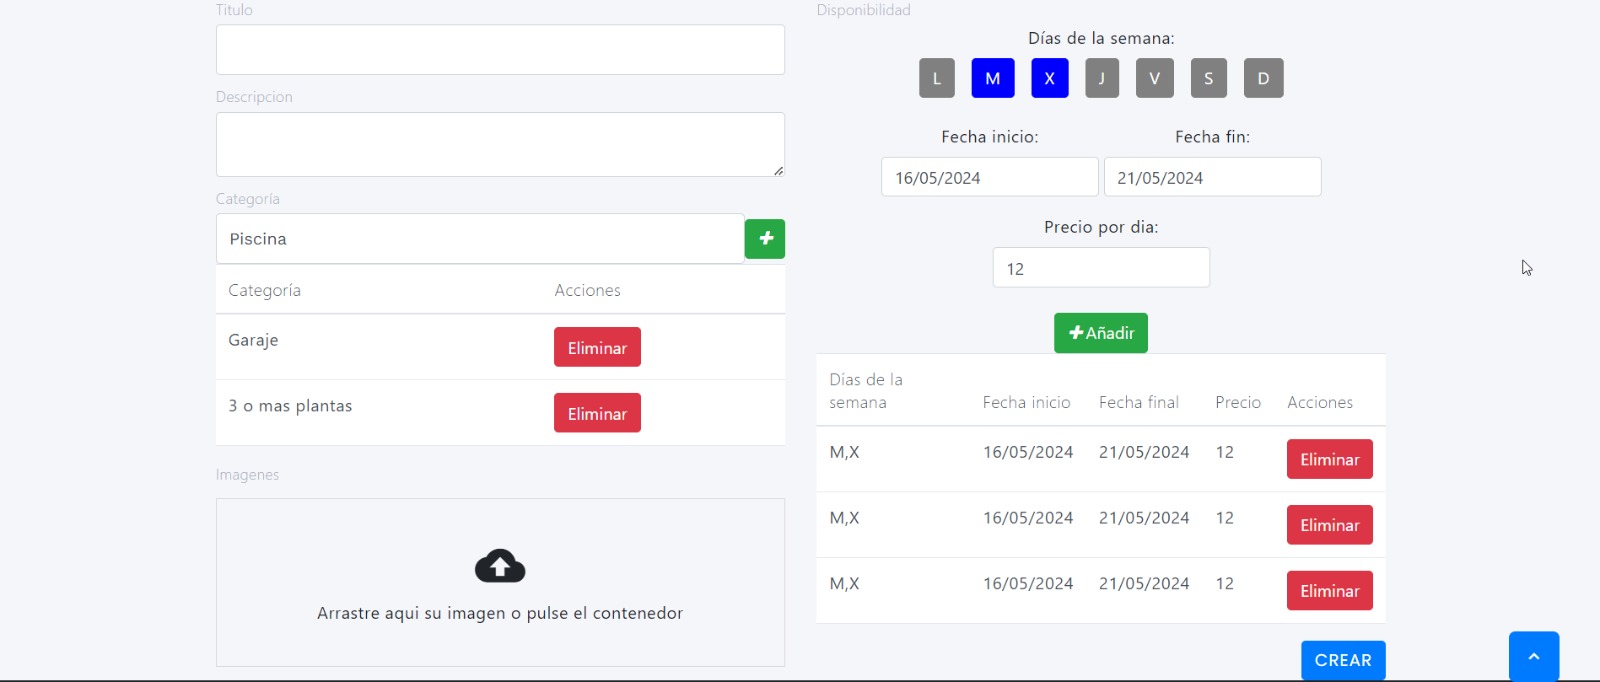 Titulo
Descripcion
Categoría
Piscina
Categoría Acciones
Garaje Eliminar
3 o mas plantas Eliminar
Imagenes
Arrastre aqui su imagen o pulse el contenedor
Disponibilidad
Días de la semana:
L M X J V S D
Fecha inicio: Fecha fin:
16/05/2024 21/05/2024
Precio por dia:
12
Añadir
Días de la
semana Fecha inicio Fecha final Precio Acciones
M,X 16/05/2024 21/05/2024 12 Eliminar
M,X 16/05/2024 21/05/2024 12 Eliminar
M,X 16/05/2024 21/05/2024 12 Eliminar
CREAR